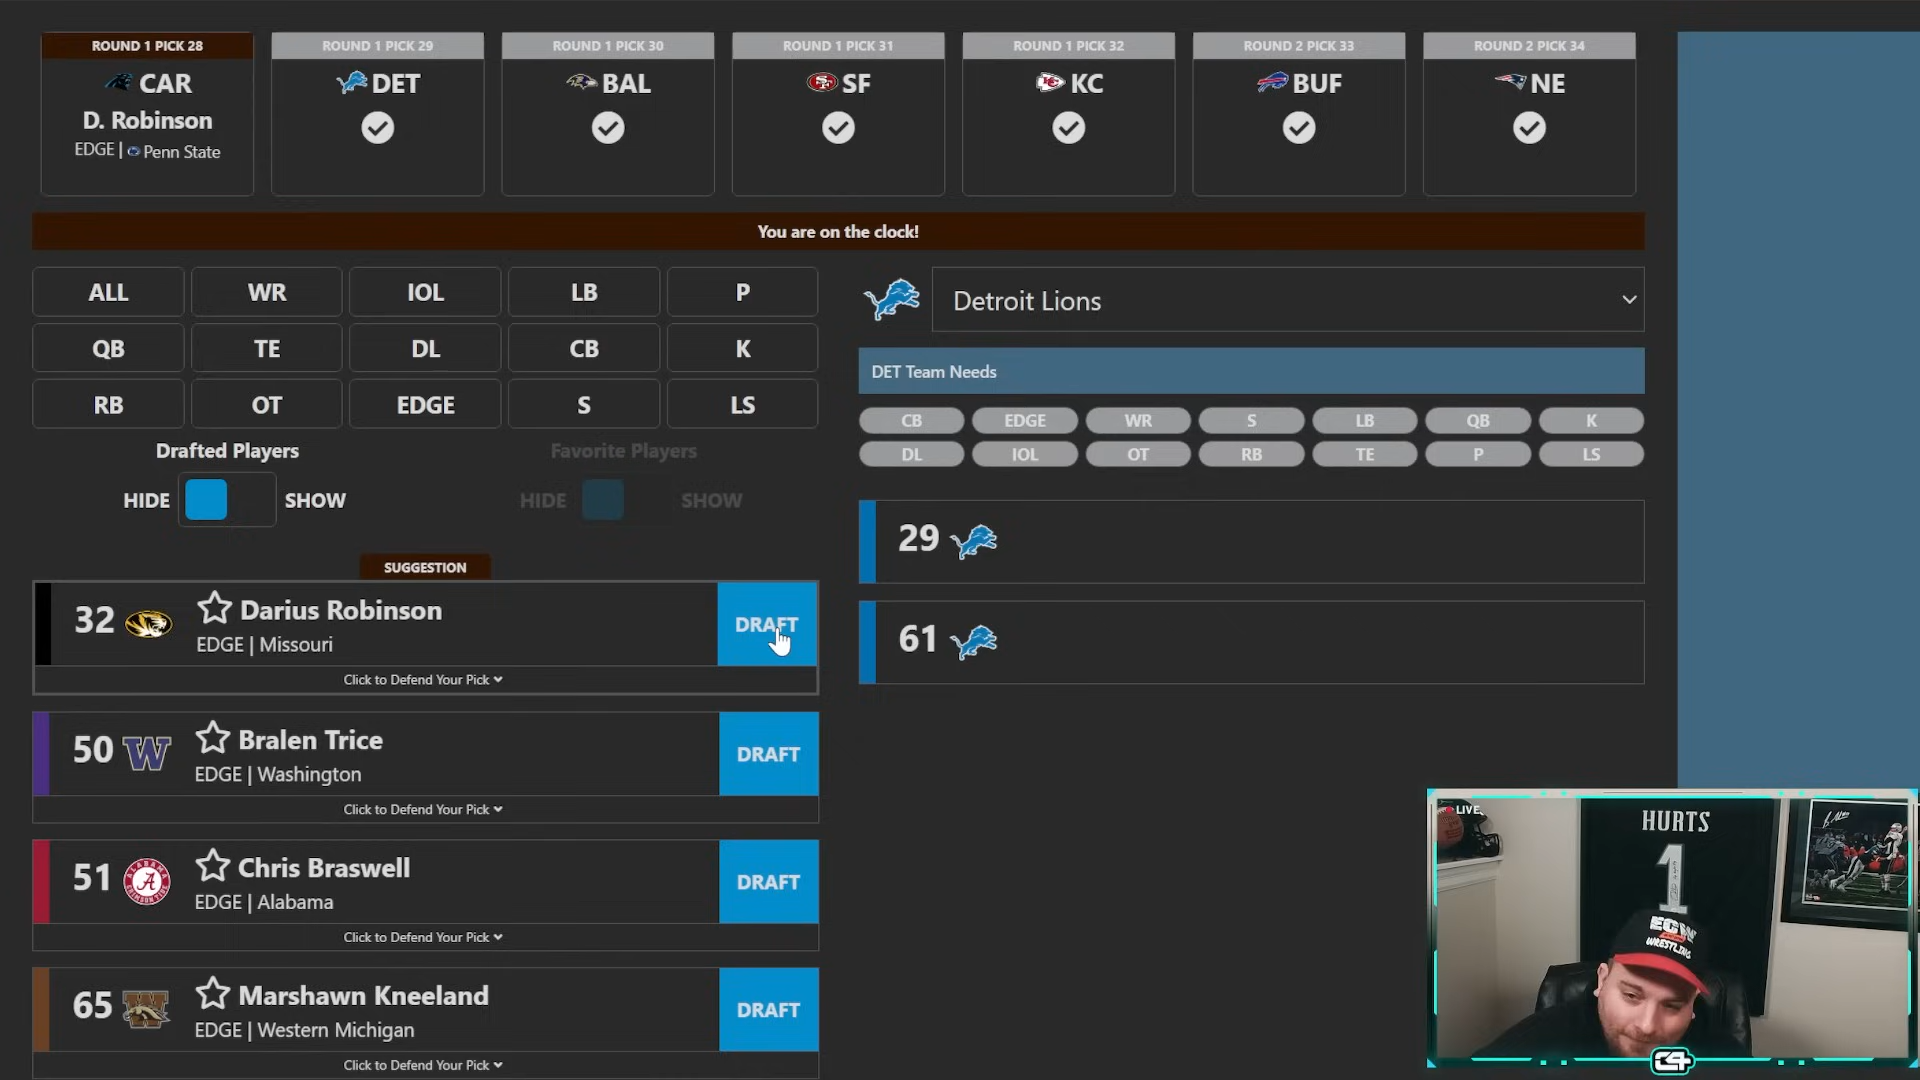 ROUND 1 PICK 28
CAR
D. Robinson
EDGE | Penn State
ROUND 1 PICK 29
DET
ROUND 1 PICK 30
BAL
ROUND 1 PICK 31
SF
ROUND 1 PICK 32
KC
ROUND 2 PICK 33
BUF
ROUND 2 PICK 34
NE
You are on the clock!
ALL WR IOL LB P
QB TE DL CB K
RB OT EDGE S LS
Drafted Players
HIDE SHOW
Favorite Players
HIDE SHOW
Detroit Lions
DET Team Needs
CB EDGE WR S LB QB K
DL IOL OT RB TE P LS
29
61
SUGGESTION
32 Darius Robinson
EDGE | Missouri
DRAFT
Click to Defend Your Pick
50 W Bralen Trice
EDGE | Washington
DRAFT
Click to Defend Your Pick
51 A Chris Braswell
EDGE | Alabama
DRAFT
Click to Defend Your Pick
65 W Marshawn Kneeland
EDGE | Western Michigan
DRAFT
Click to Defend Your Pick
LIVE
HURTS
1
ECW
WRESTLING
C4